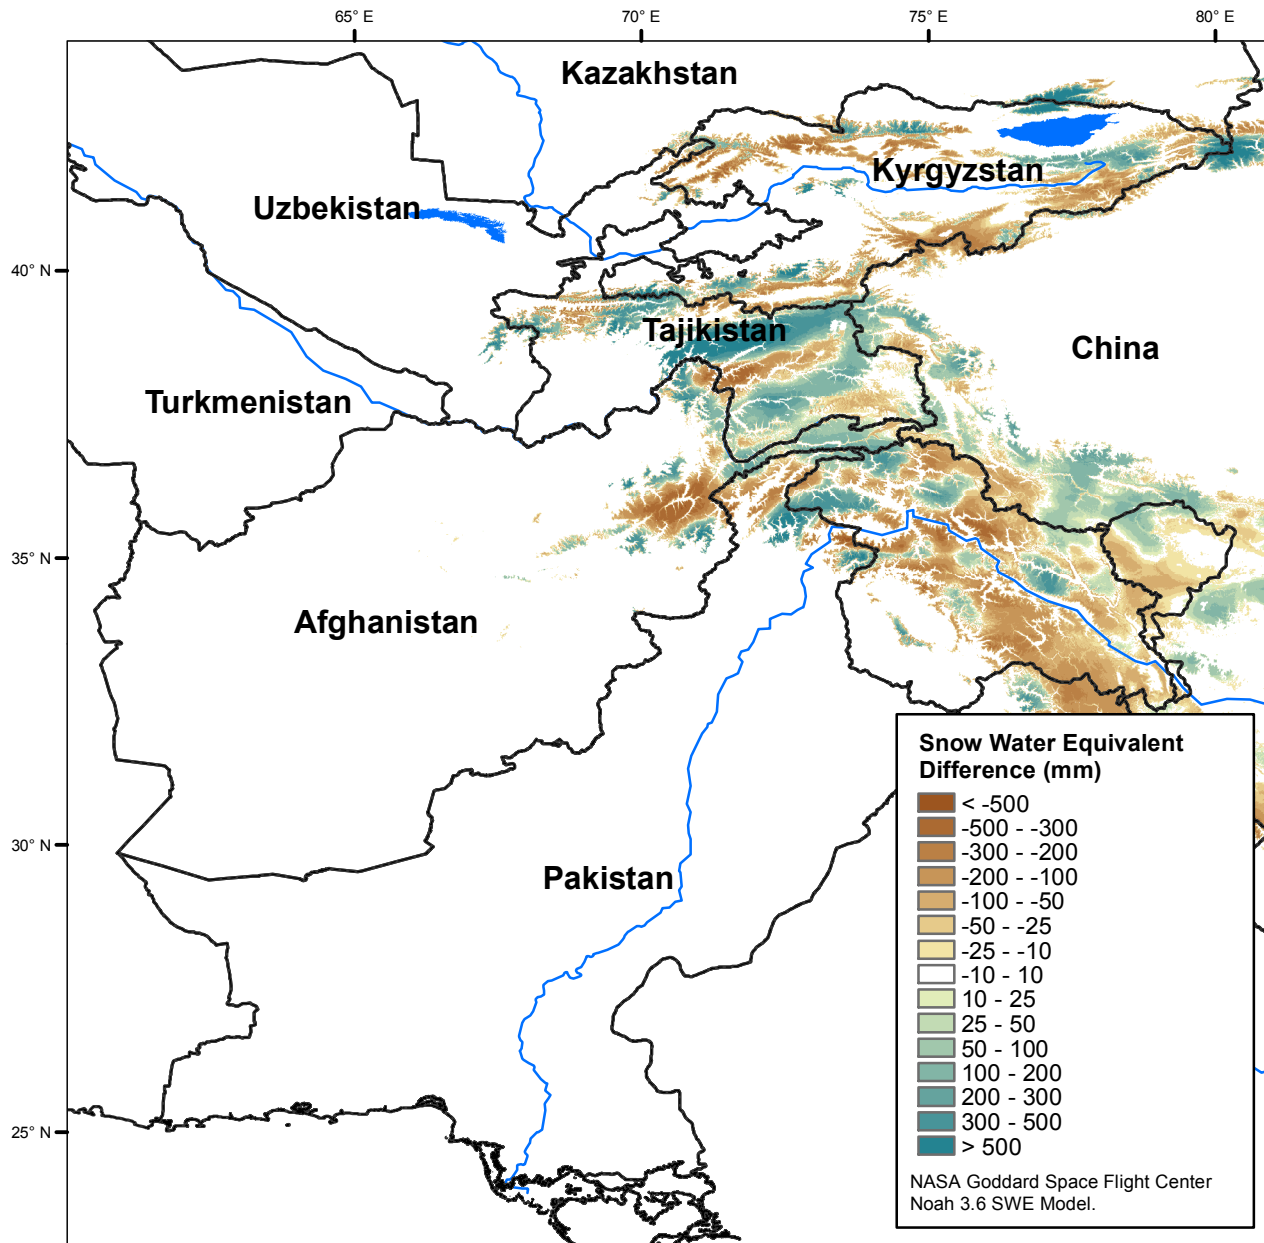 65° E
70° E
75° E
80° E
Kazakhstan
Kyrgyzstan
Uzbekistan
40° N
Tajikistan
China
Turkmenistan
35° N
Afghanistan
Snow Water Equivalent
Difference (mm)
< -500
-500 - -300
-300 - -200
-200 - -100
-100 - -50
-50 - -25
-25 - -10
-10 - 10
10 - 25
25 - 50
50 - 100
100 - 200
200 - 300
300 - 500
> 500
NASA Goddard Space Flight Center
Noah 3.6 SWE Model.
30° N
Pakistan
25° N